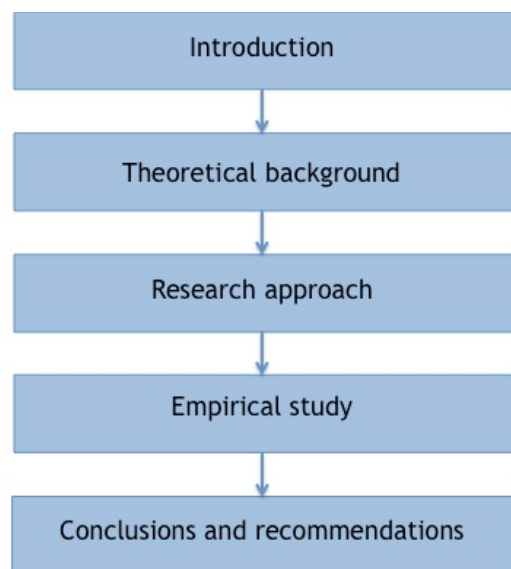 Introduction
Theoretical background
Research approach
Empirical study
Conclusions and recommendations